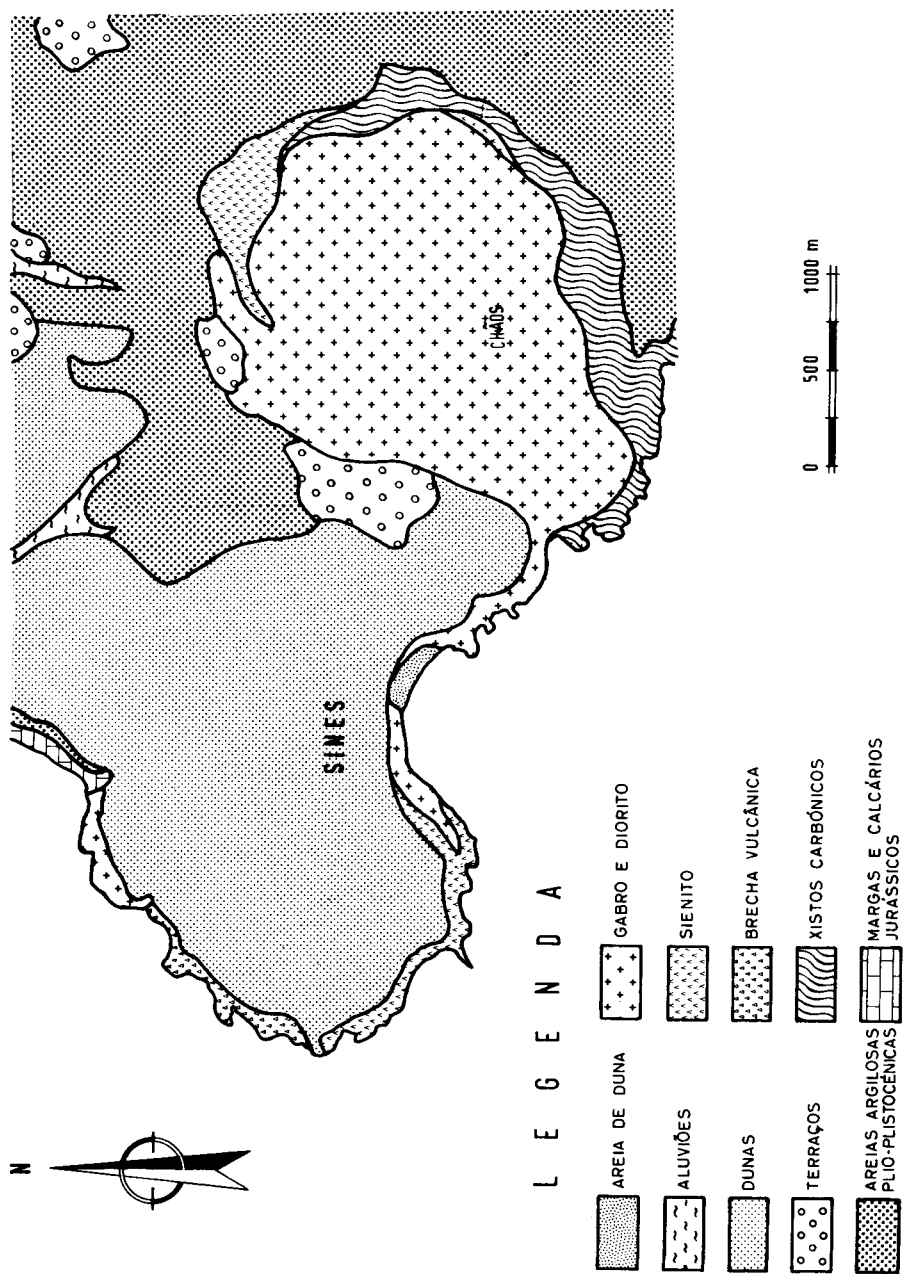 N
SINES
CHÃOS
0 500 1000 m
LEGENDA
AREIA DE DUNA
ALUVIÕES
DUNAS
TERRAÇOS
AREIAS ARGILOSAS
PLIO-PLISTOCÉNICAS
GABRO E DIORITO
SIENITO
BRECHA VULCÂNICA
XISTOS CARBÓNICOS
MARGAS E CALCÁRIOS
JURÁSSICOS